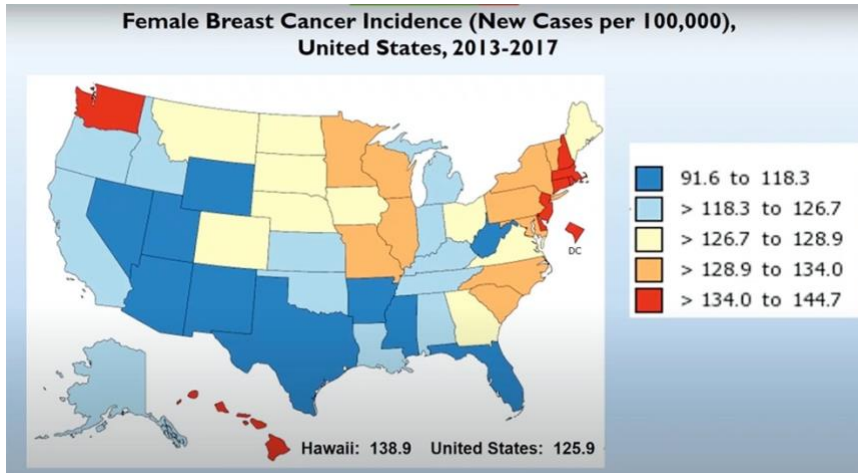 Female Breast Cancer Incidence (New Cases per 100,000),
United States, 2013-2017
91.6 to 118.3
> 118.3 to 126.7
> 126.7 to 128.9
> 128.9 to 134.0
> 134.0 to 144.7
DC
Hawaii: 138.9 United States: 125.9